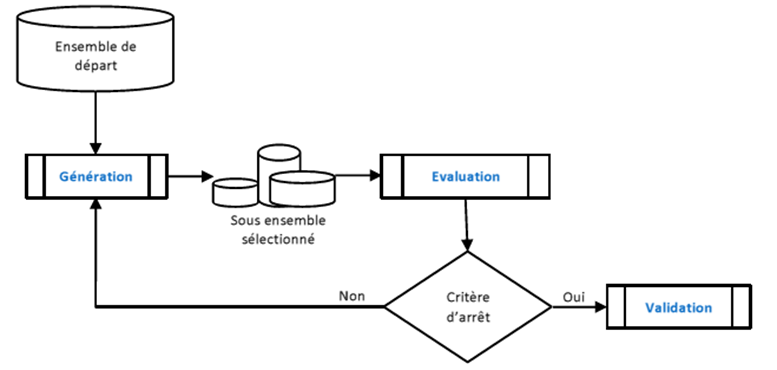 Ensemble de
départ
Génération
Sous ensemble
sélectionné
Evaluation
Critère
d'arrêt
Non
Oui
Validation